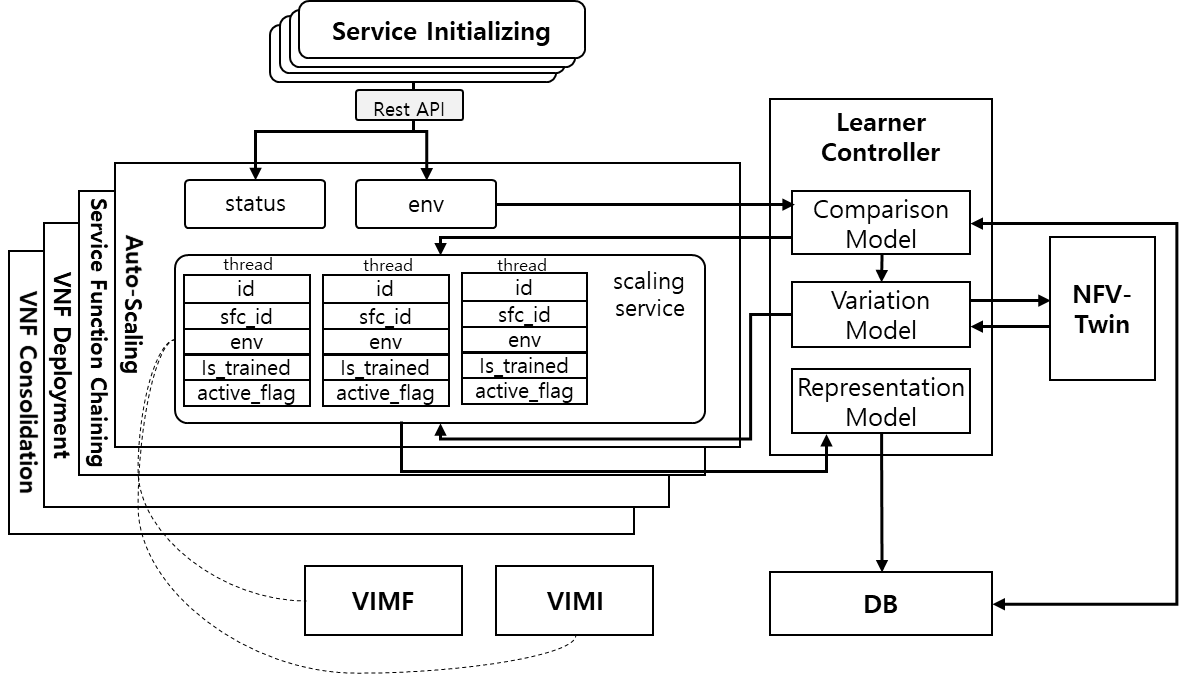 Service Initializing
Rest API
Learner
Controller
status
env
Comparison
Model
Variation
Model
Representation
Model
NFV-
Twin
Auto-Scaling
Service Function Chaining
VNF Deployment
VNF Consolidation
thread
id
sfc_id
env
Is_trained
active_flag
thread
id
sfc_id
env
Is_trained
active_flag
thread
id
sfc_id
env
Is_trained
active_flag
scaling
service
VIMF
VIMI
DB